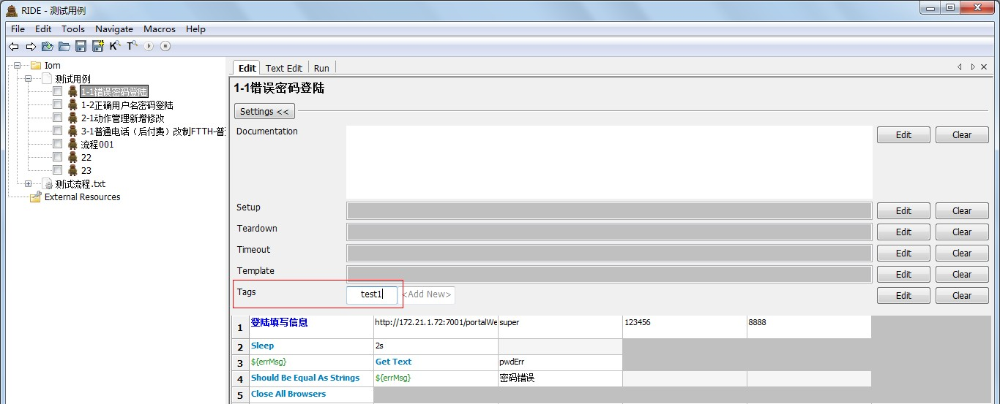 RIDE - 测试用例
File Edit Tools Navigate Macros Help
Iom
测试用例
1-1错误密码登陆
1-2正确用户名密码登陆
2-1动作管理新增修改
3-1普通电话（后付费）改制FTTH-普
流程001
22
23
测试流程.txt
External Resources
Edit Text Edit Run
1-1错误密码登陆
Settings <<
Documentation Edit Clear
Setup Edit Clear
Teardown Edit Clear
Timeout Edit Clear
Template Edit Clear
Tags test1 <Add New> Edit Clear
1 登陆填写信息 http://172.21.1.72:7001/portalWe super 123456 8888
2 Sleep 2s
3 ${errMsg} Get Text pwdErr
4 Should Be Equal As Strings ${errMsg} 密码错误
5 Close All Browsers